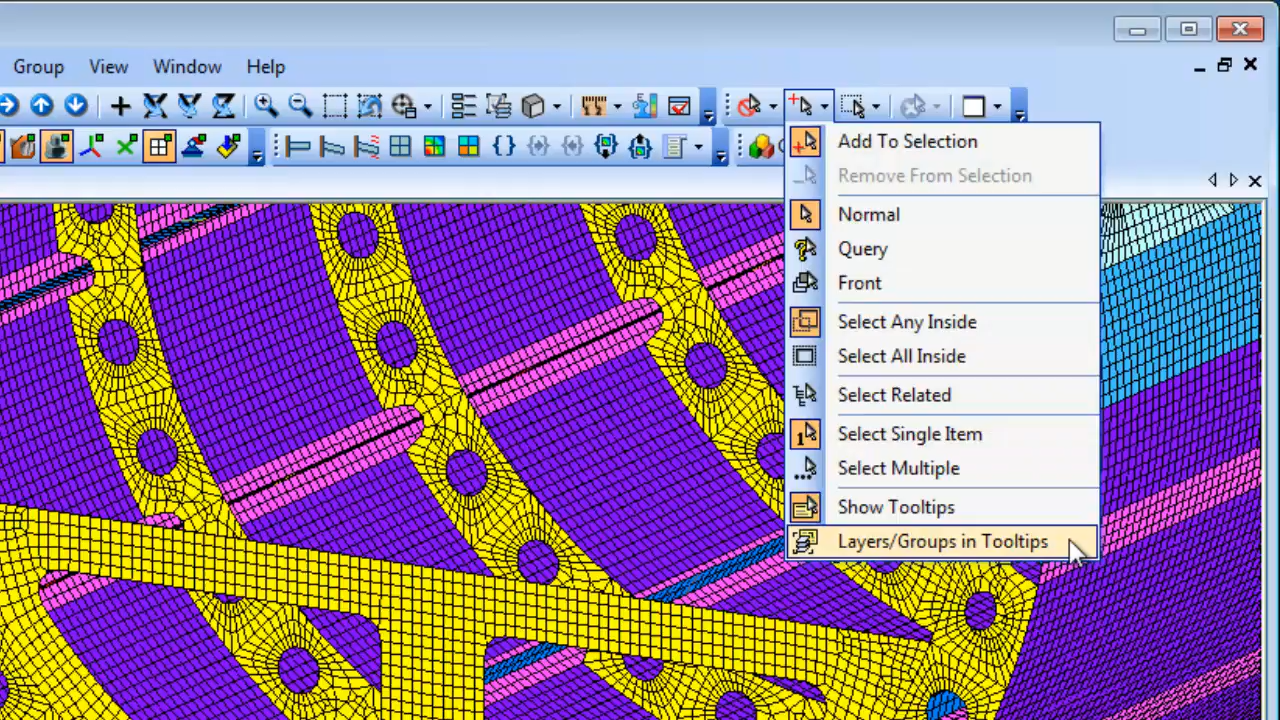 Group View Window Help
Add To Selection
Remove From Selection
Normal
Query
Front
Select Any Inside
Select All Inside
Select Related
Select Single Item
Select Multiple
Show Tooltips
Layers/Groups in Tooltips